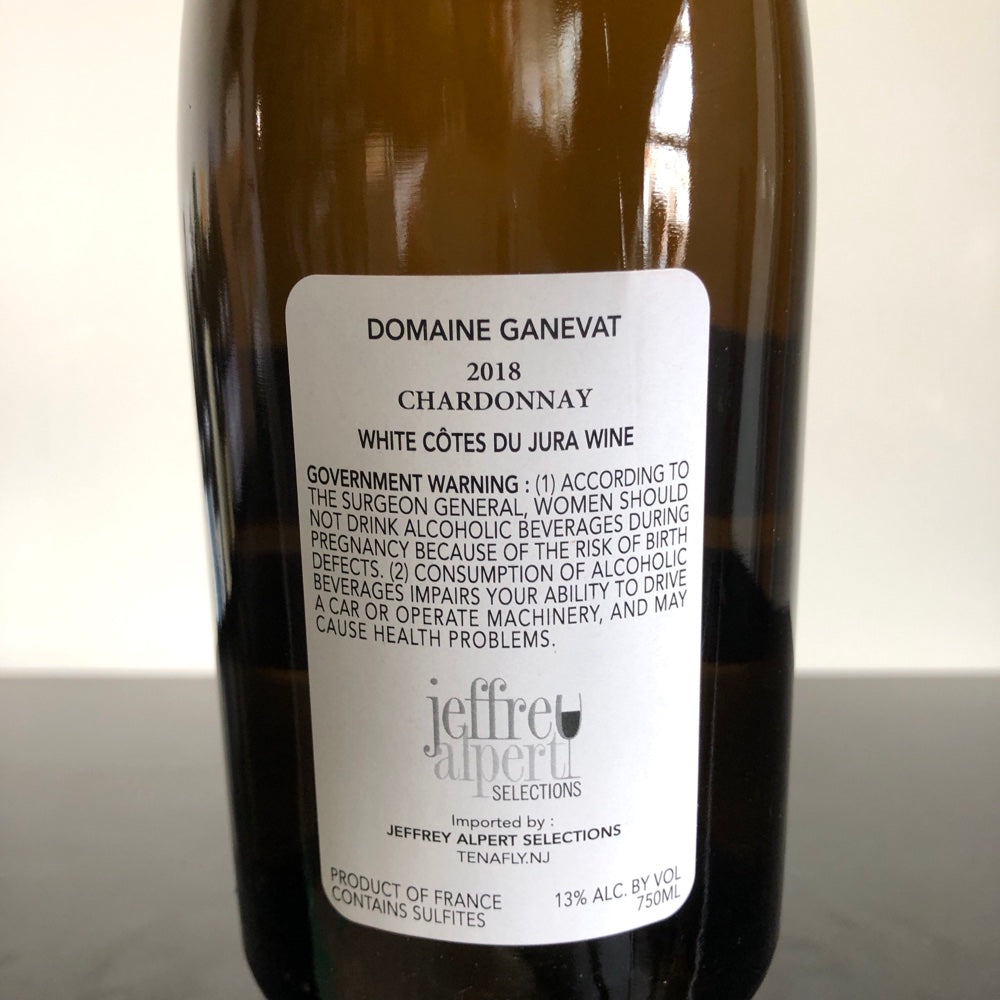 DOMAINE GANEVAT
2018
CHARDONNAY
WHITE CÔTES DU JURA WINE
GOVERNMENT WARNING : (1) ACCORDING TO
THE SURGEON GENERAL, WOMEN SHOULD
NOT DRINK ALCOHOLIC BEVERAGES DURING
PREGNANCY BECAUSE OF THE RISK OF BIRTH
DEFECTS. (2) CONSUMPTION OF ALCOHOLIC
BEVERAGES IMPAIRS YOUR ABILITY TO DRIVE
A CAR OR OPERATE MACHINERY, AND MAY
CAUSE HEALTH PROBLEMS.
jeffrey
alpert
SELECTIONS
Imported by :
JEFFREY ALPERT SELECTIONS
TENAFLY.NJ
PRODUCT OF FRANCE
CONTAINS SULFITES
13% ALC. BY VOL
750ML